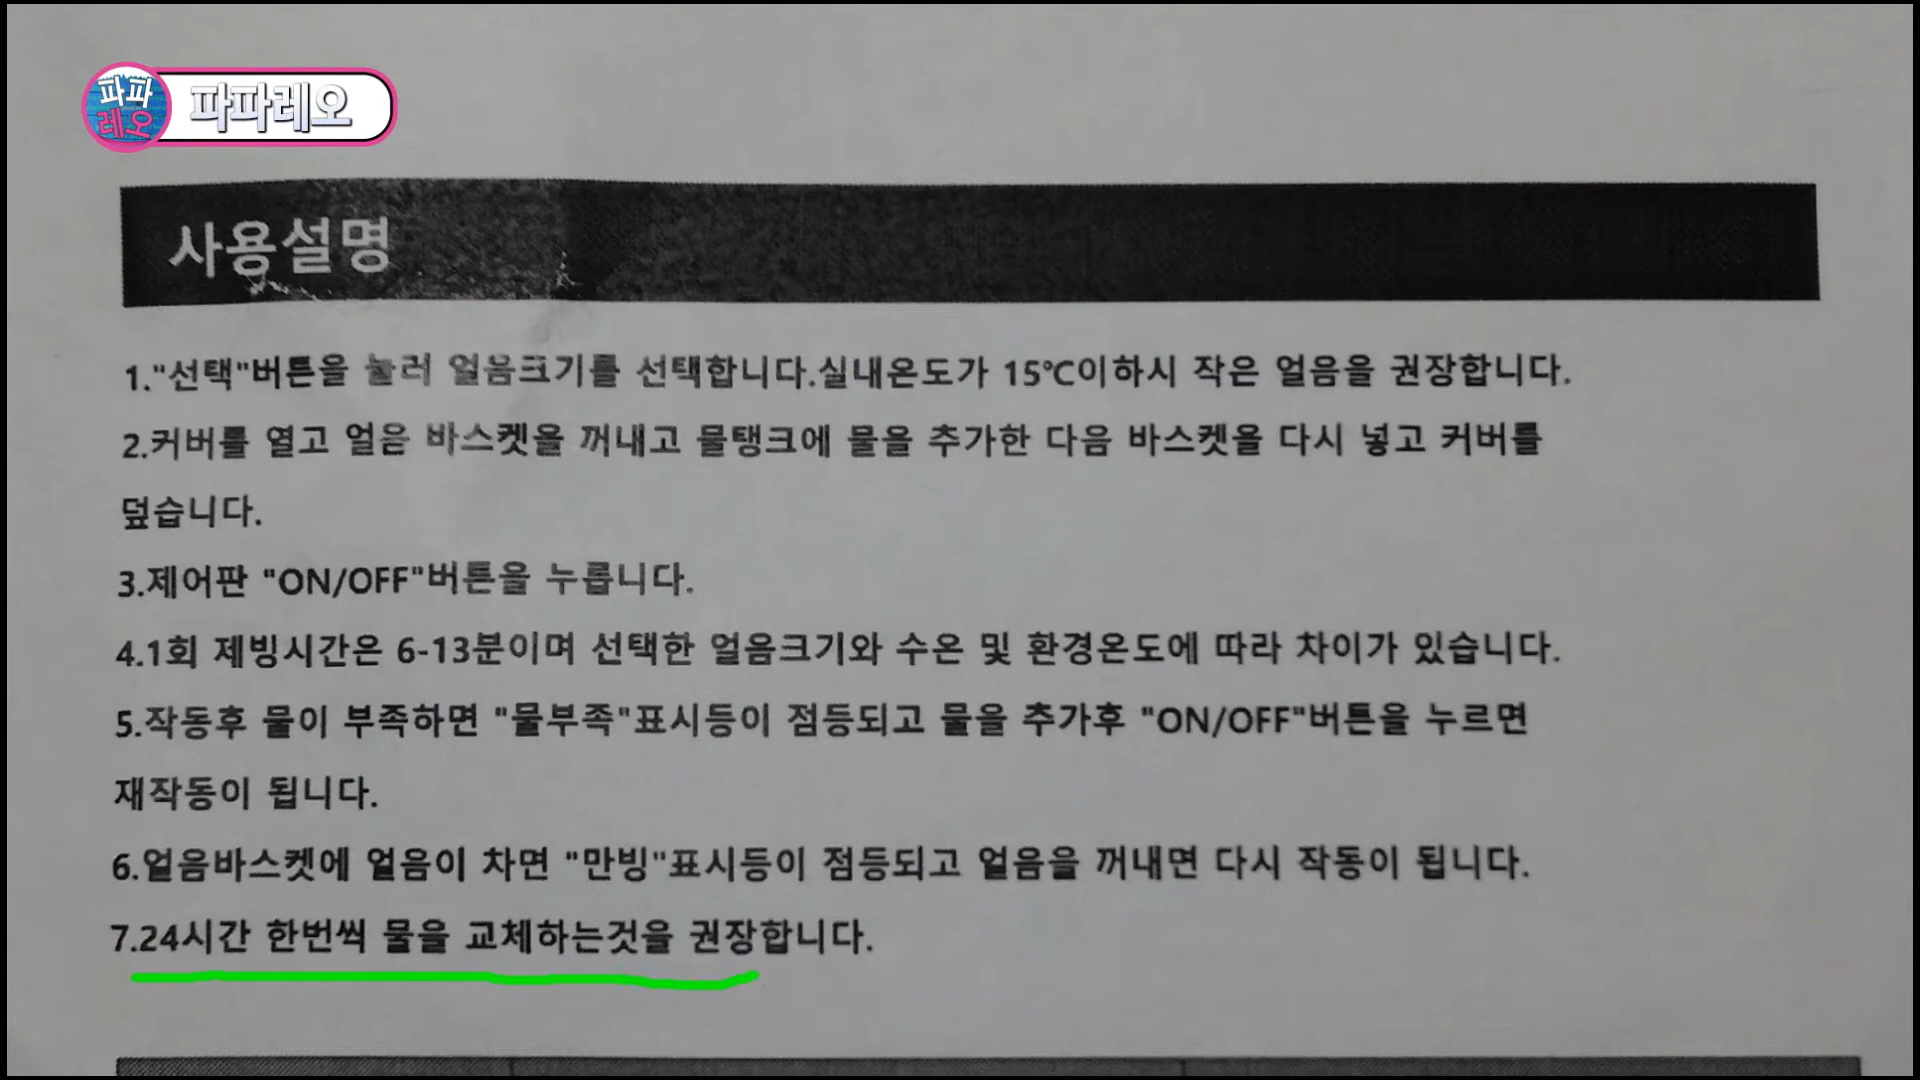 파파
레오
파파레오
사용설명
1."선택"버튼을 눌러 얼음크기를 선택합니다.실내온도가 15℃이하시 작은 얼음을 권장합니다.
2.커버를 열고 얼음 바스켓을 꺼내고 물탱크에 물을 추가한 다음 바스켓을 다시 넣고 커버를
덮습니다.
3.제어판 "ON/OFF"버튼을 누릅니다.
4.1회 제빙시간은 6-13분이며 선택한 얼음크기와 수온 및 환경온도에 따라 차이가 있습니다.
5.작동후 물이 부족하면 "물부족"표시등이 점등되고 물을 추가후 "ON/OFF"버튼을 누르면
재작동이 됩니다.
6.얼음바스켓에 얼음이 차면 "만빙"표시등이 점등되고 얼음을 꺼내면 다시 작동이 됩니다.
7.24시간 한번씩 물을 교체하는것을 권장합니다.